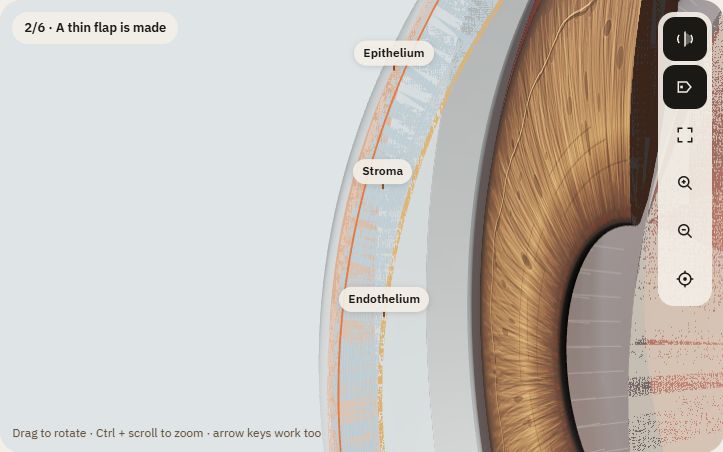 2/6 · A thin flap is made
Epithelium
Stroma
Endothelium
Drag to rotate · Ctrl + scroll to zoom · arrow keys work too